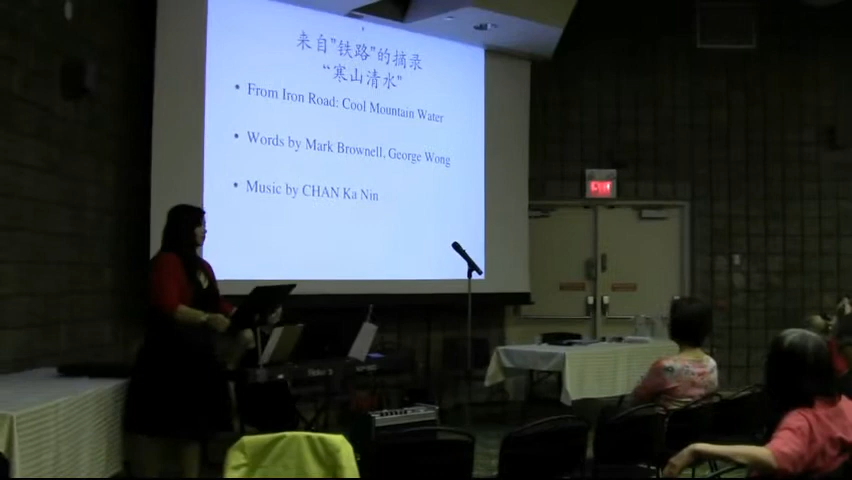 来自"铁路"的摘录
“寒山清水”
• From Iron Road: Cool Mountain Water
• Words by Mark Brownell, George Wong
• Music by CHAN Ka Nin
Roland